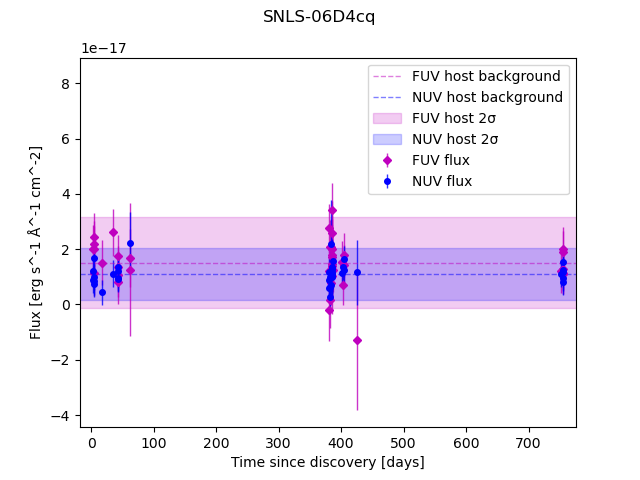 SNLS-06D4cq
1e−17
FUV host background
NUV host background
FUV host 2σ
NUV host 2σ
FUV flux
NUV flux
8
6
4
2
0
−2
−4
Flux [erg s^-1 Å^-1 cm^-2]
0 100 200 300 400 500 600 700
Time since discovery [days]